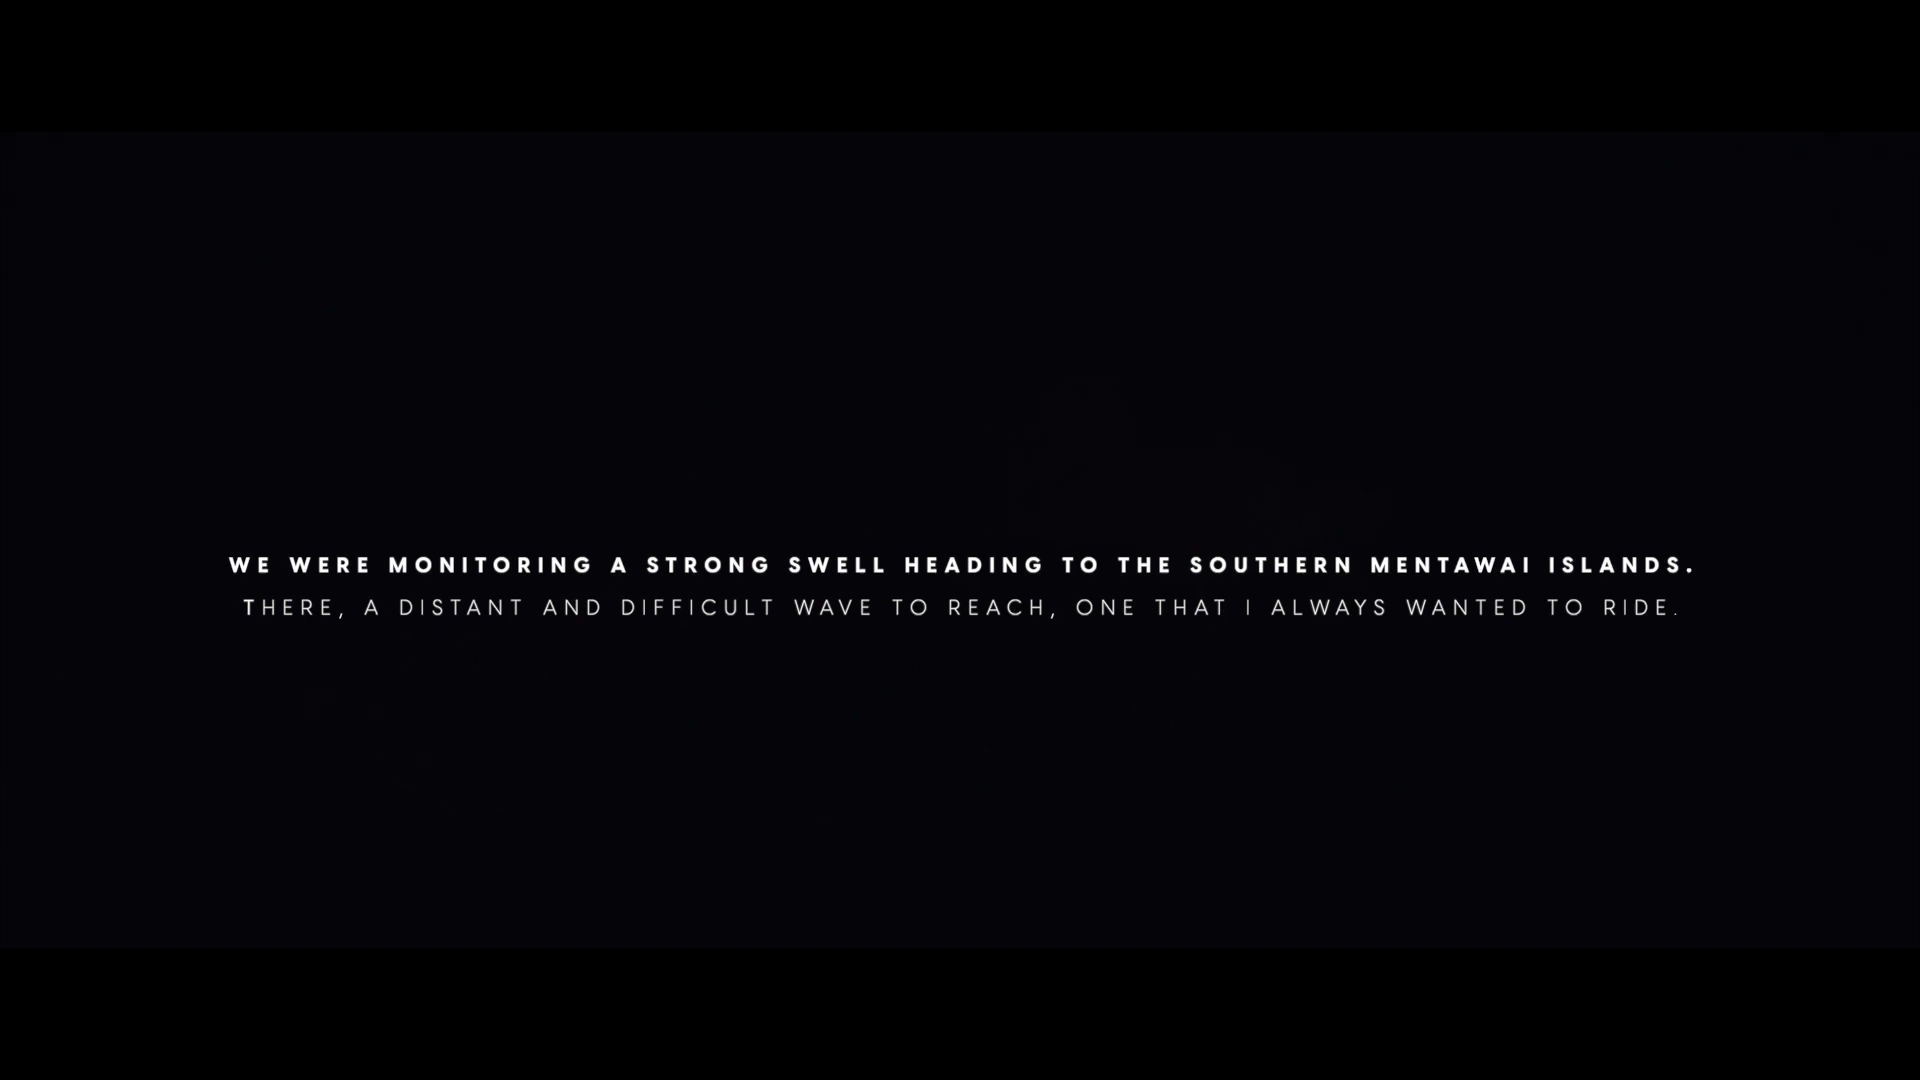 WE WERE MONITORING A STRONG SWELL HEADING TO THE SOUTHERN MENTAWAI ISLANDS.
THERE, A DISTANT AND DIFFICULT WAVE TO REACH, ONE THAT I ALWAYS WANTED TO RIDE.